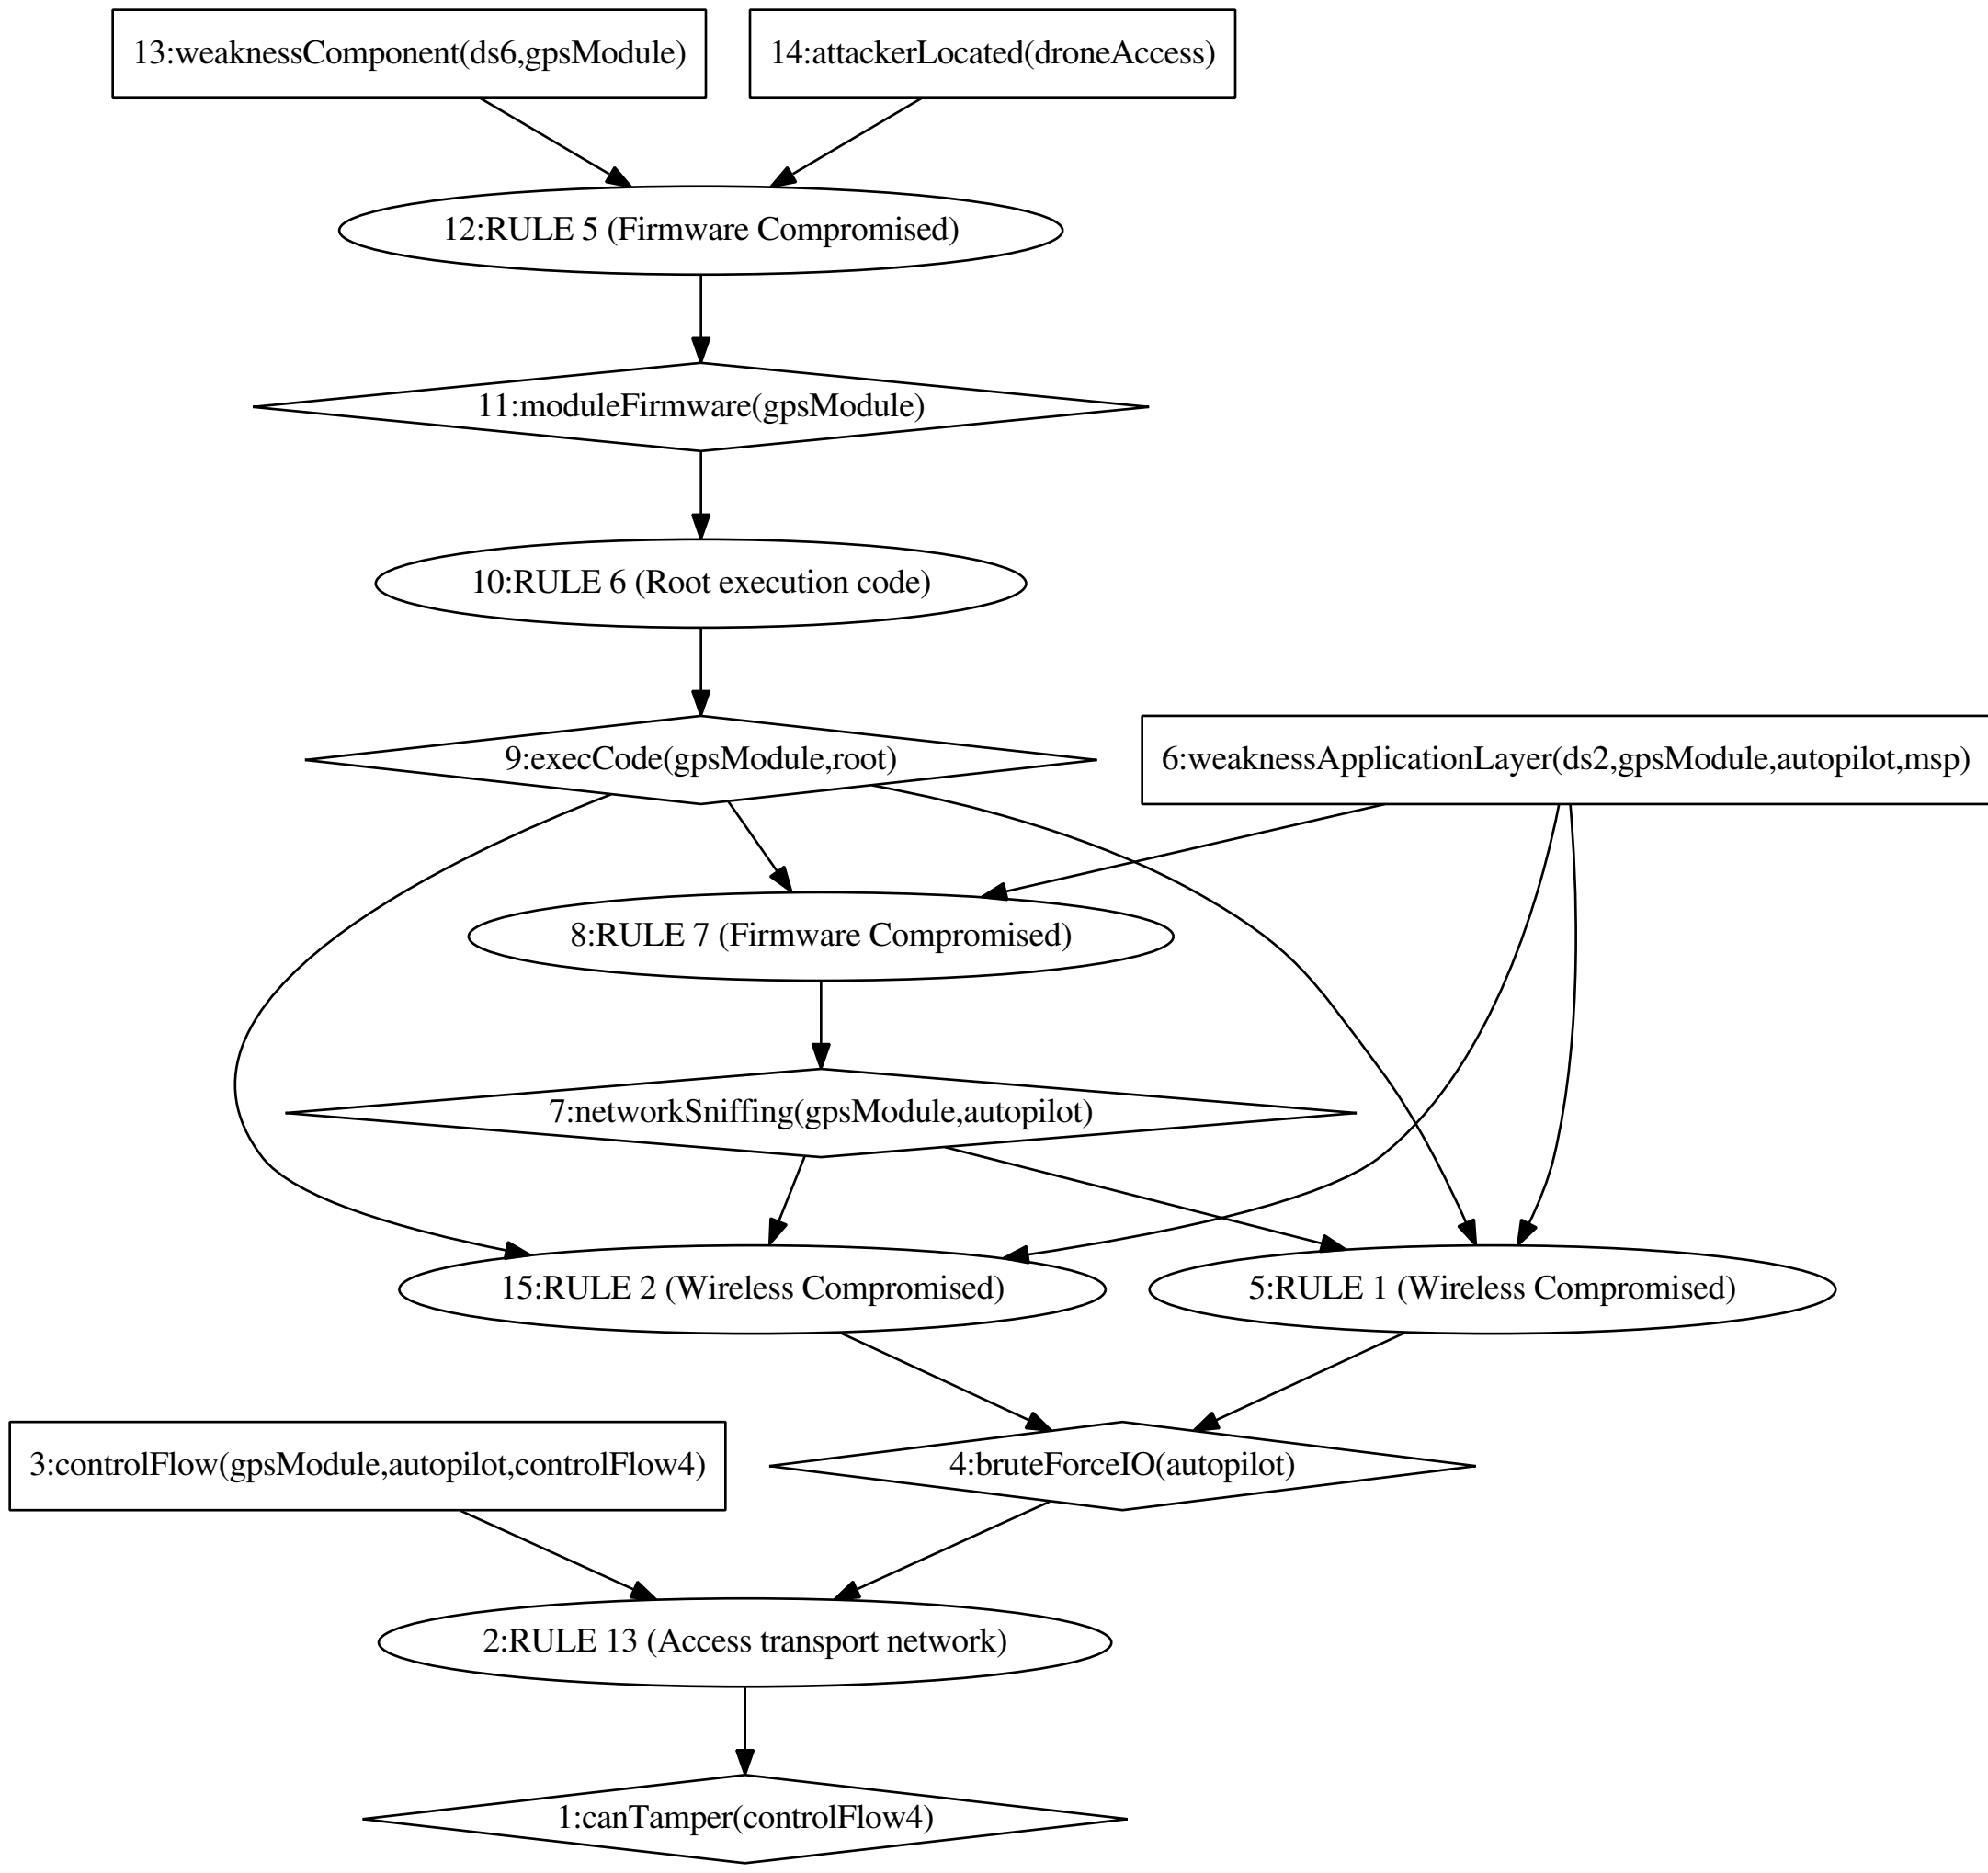 13:weaknessComponent(ds6,gpsModule)
14:attackerLocated(droneAccess)
12:RULE 5 (Firmware Compromised)
11:moduleFirmware(gpsModule)
10:RULE 6 (Root execution code)
9:execCode(gpsModule,root)
6:weaknessApplicationLayer(ds2,gpsModule,autopilot,msp)
8:RULE 7 (Firmware Compromised)
7:networkSniffing(gpsModule,autopilot)
15:RULE 2 (Wireless Compromised)
5:RULE 1 (Wireless Compromised)
3:controlFlow(gpsModule,autopilot,controlFlow4)
4:bruteForceIO(autopilot)
2:RULE 13 (Access transport network)
1:canTamper(controlFlow4)